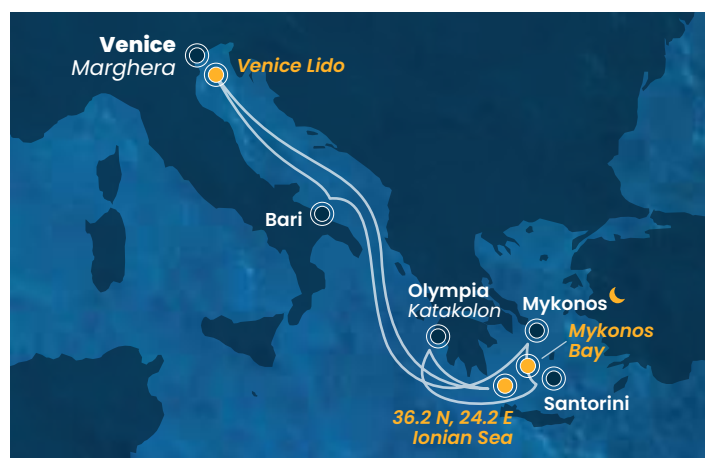 Venice
Marghera
Venice Lido
Bari
Olympia
Katakolon
Mykonos
Mykonos
Bay
Santorini
36.2 N, 24.2 E
Ionian Sea